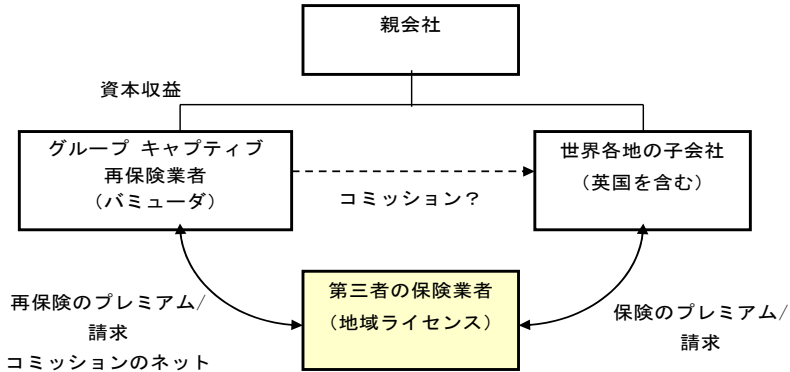 親会社
資本収益
グループ キャプティブ
再保険業者
（バミューダ）
世界各地の子会社
（英国を含む）
コミッション？
第三者の保険業者
（地域ライセンス）
再保険のプレミアム/
請求
コミッションのネット
保険のプレミアム/
請求